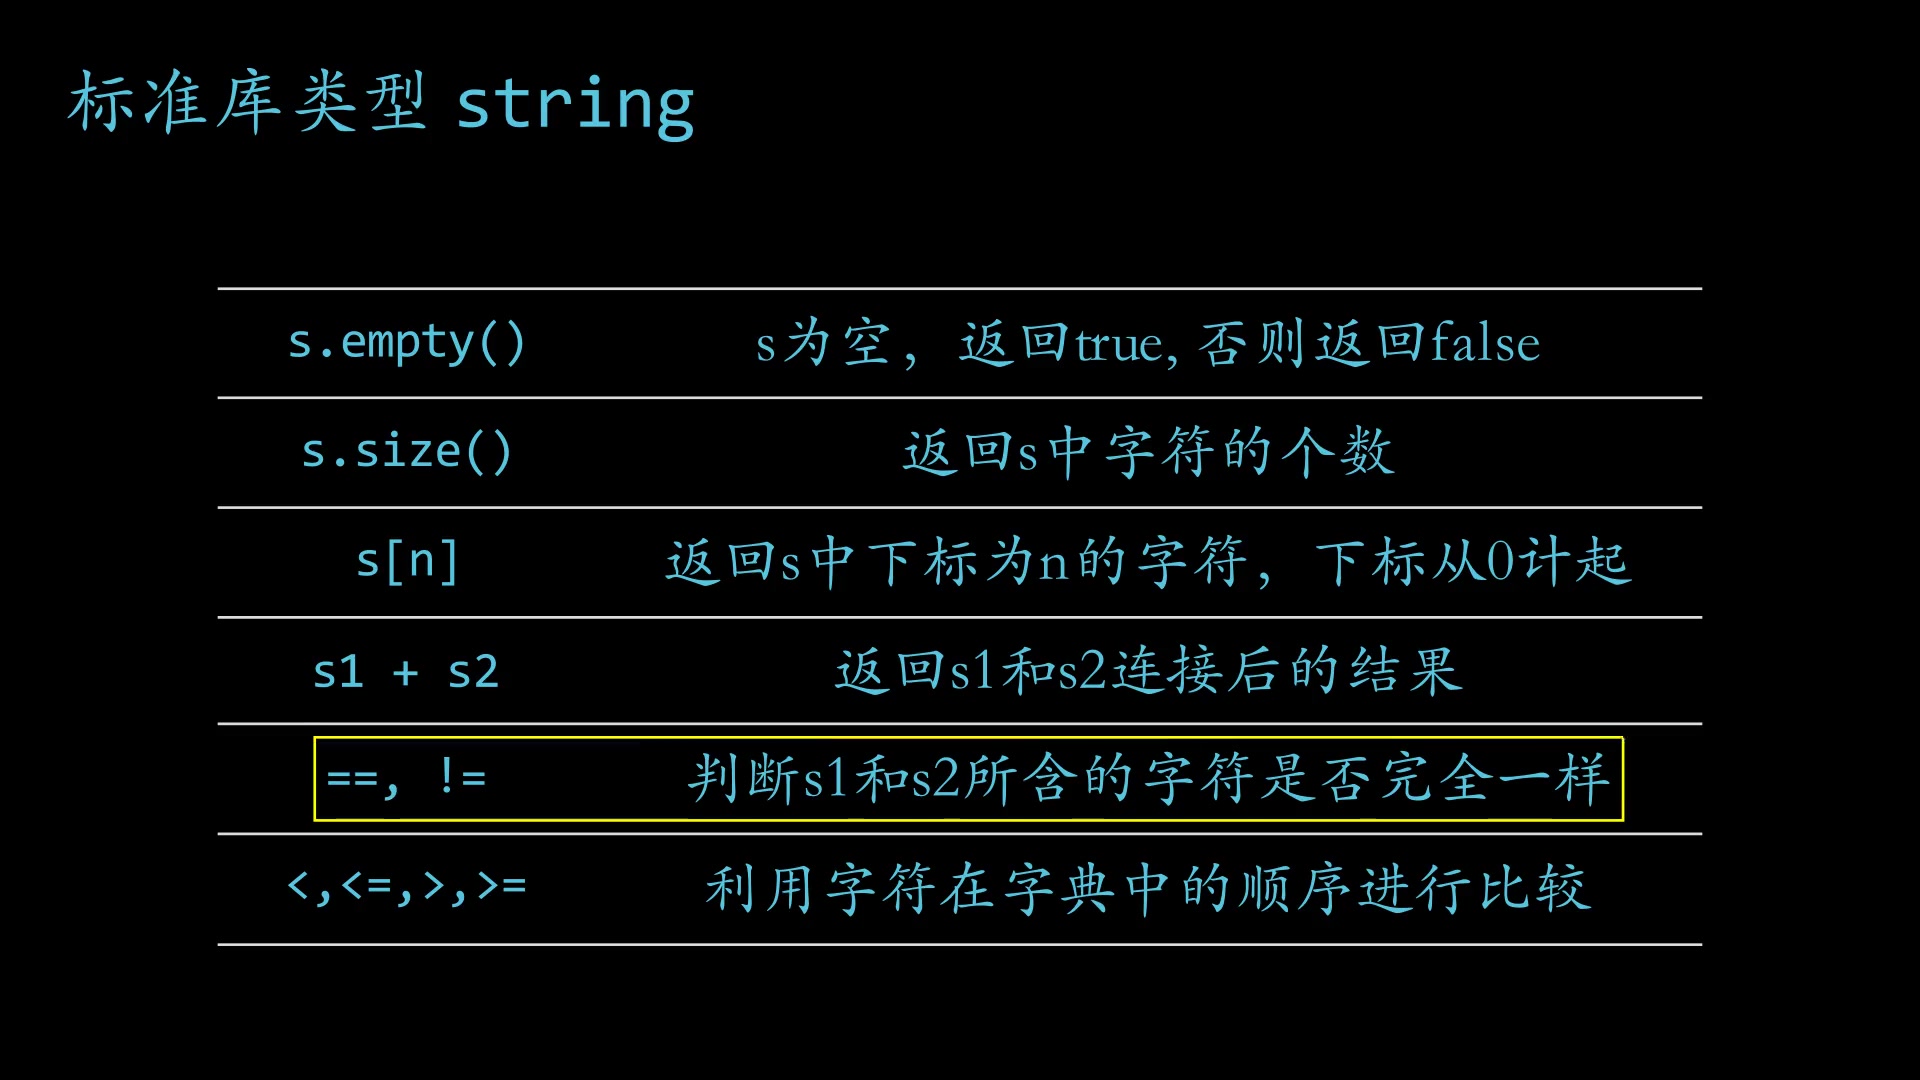 标准库类型 string
s.empty() s为空，返回true, 否则返回false
s.size() 返回s中字符的个数
s[n] 返回s中下标为n的字符，下标从0计起
s1 + s2 返回s1和s2连接后的结果
==, != 判断s1和s2所含的字符是否完全一样
<,<=,>,>= 利用字符在字典中的顺序进行比较